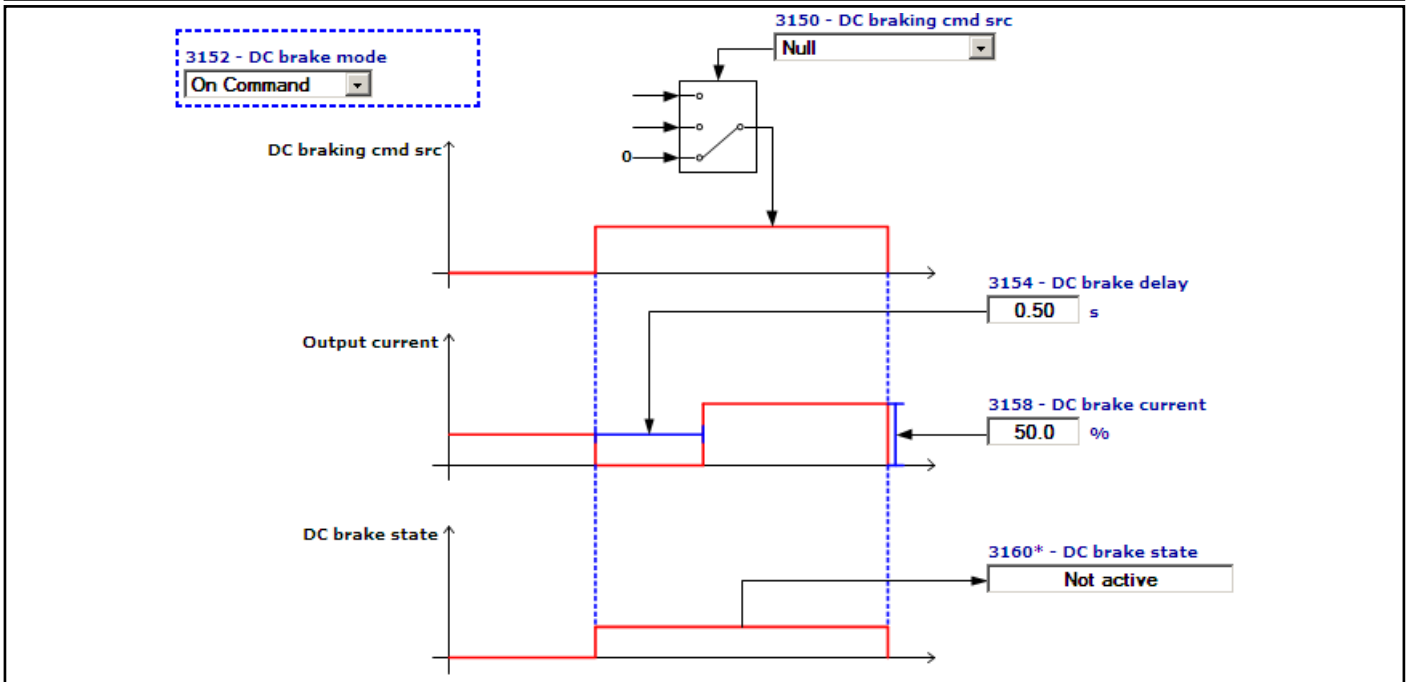 3150 - DC braking cmd src
Null
3152 - DC brake mode
On Command
DC braking cmd src
0
3154 - DC brake delay
0.50 s
Output current
3158 - DC brake current
50.0 %
DC brake state
3160* - DC brake state
Not active